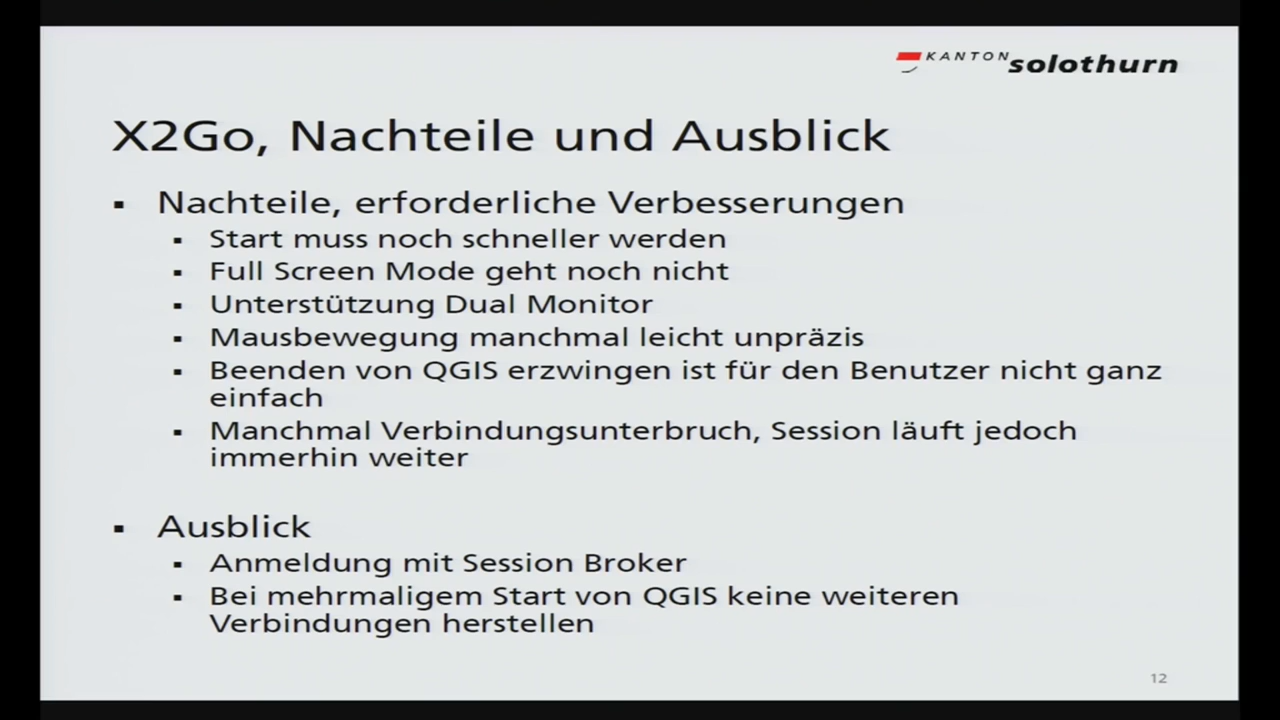 KANTON solothurn
X2Go, Nachteile und Ausblick
▪ Nachteile, erforderliche Verbesserungen
▪ Start muss noch schneller werden
▪ Full Screen Mode geht noch nicht
▪ Unterstützung Dual Monitor
▪ Mausbewegung manchmal leicht unpräzis
▪ Beenden von QGIS erzwingen ist für den Benutzer nicht ganz
einfach
▪ Manchmal Verbindungsunterbruch, Session läuft jedoch
immerhin weiter
▪ Ausblick
▪ Anmeldung mit Session Broker
▪ Bei mehrmaligem Start von QGIS keine weiteren
Verbindungen herstellen
12